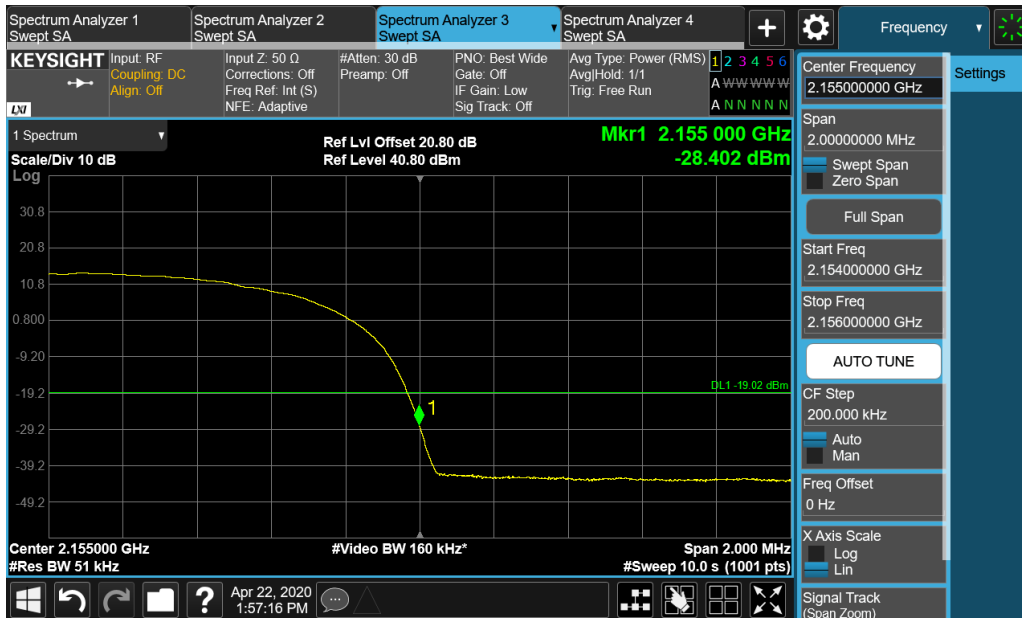 Spectrum Analyzer 1
Swept SA
Spectrum Analyzer 2
Swept SA
Spectrum Analyzer 3
Swept SA
Spectrum Analyzer 4
Swept SA
+
Frequency
KEYSIGHT
LXI
Input: RF
Coupling: DC
Align: Off
Input Z: 50 Ω
Corrections: Off
Freq Ref: Int (S)
NFE: Adaptive
#Atten: 30 dB
Preamp: Off
PNO: Best Wide
Gate: Off
IF Gain: Low
Sig Track: Off
Avg Type: Power (RMS)
Avg|Hold: 1/1
Trig: Free Run
1 2 3 4 5 6
A W W W W W
A N N N N N
1 Spectrum
Scale/Div 10 dB
Log
Ref Lvl Offset 20.80 dB
Ref Level 40.80 dBm
Mkr1 2.155 000 GHz
-28.402 dBm
30.8
20.8
10.8
0.800
-9.20
-19.2
-29.2
-39.2
-49.2
DL1 -19.02 dBm
1
Center 2.155000 GHz
#Res BW 51 kHz
#Video BW 160 kHz*
Span 2.000 MHz
#Sweep 10.0 s (1001 pts)
Apr 22, 2020
1:57:16 PM
?
Center Frequency
2.155000000 GHz
Settings
Span
2.00000000 MHz
Swept Span
Zero Span
Full Span
Start Freq
2.154000000 GHz
Stop Freq
2.156000000 GHz
AUTO TUNE
CF Step
200.000 kHz
Auto
Man
Freq Offset
0 Hz
X Axis Scale
Log
Lin
Signal Track
(Span Zoom)